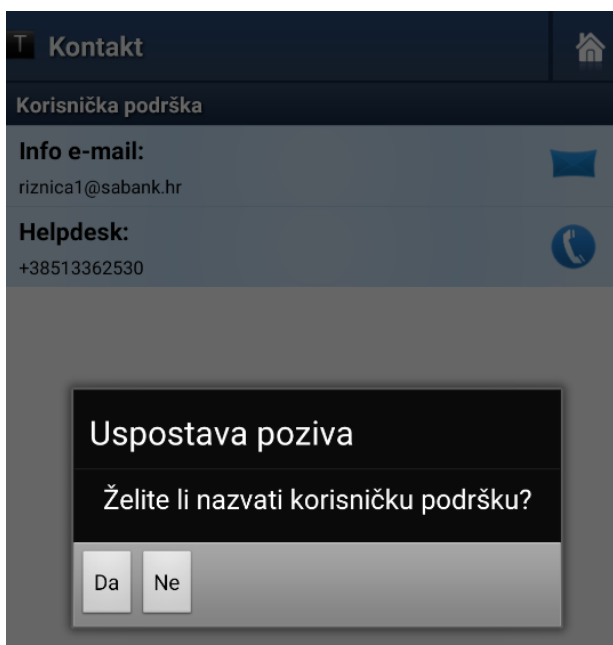 T Kontakt
Korisnička podrška
Info e-mail:
riznica1@sabank.hr
Helpdesk:
+38513362530
Uspostava poziva
Želite li nazvati korisničku podršku?
Da Ne